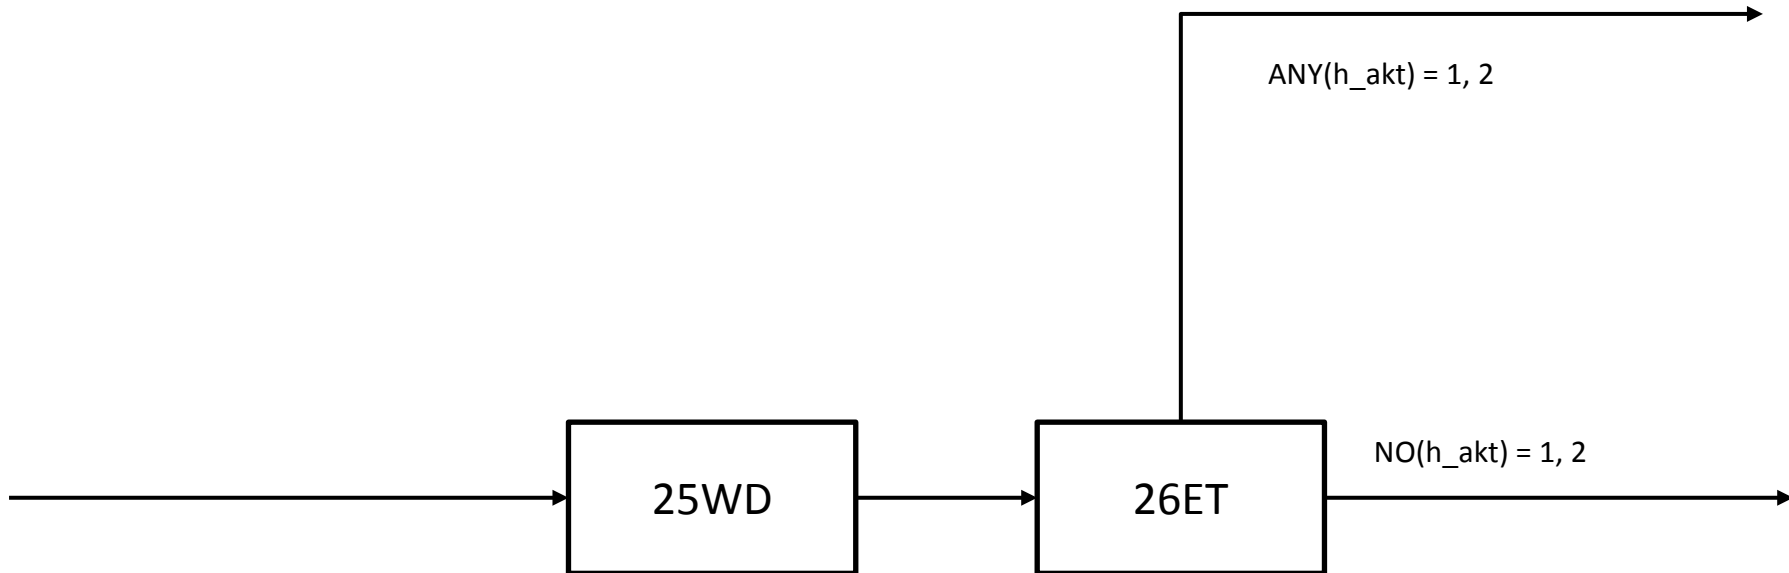 ANY(h_akt) = 1, 2
NO(h_akt) = 1, 2
25WD
26ET